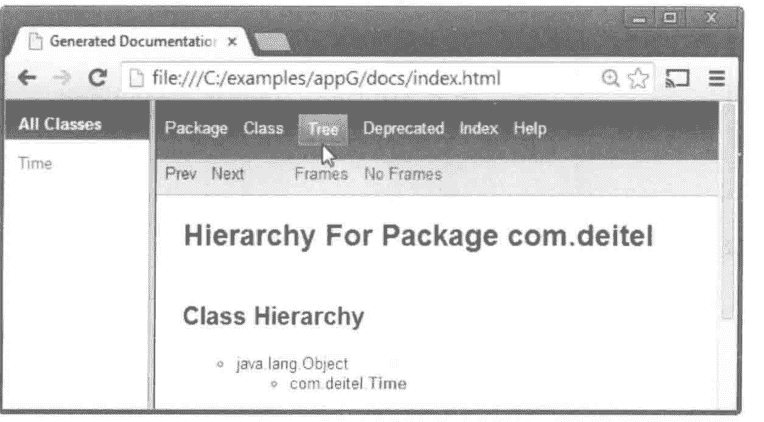 Generated Documentation
file:///C:/examples/appG/docs/index.html
All Classes
Time
Package Class Tree Deprecated Index Help
Prev Next Frames No Frames
Hierarchy For Package com.deitel
Class Hierarchy
java.lang.Object
com.deitel.Time